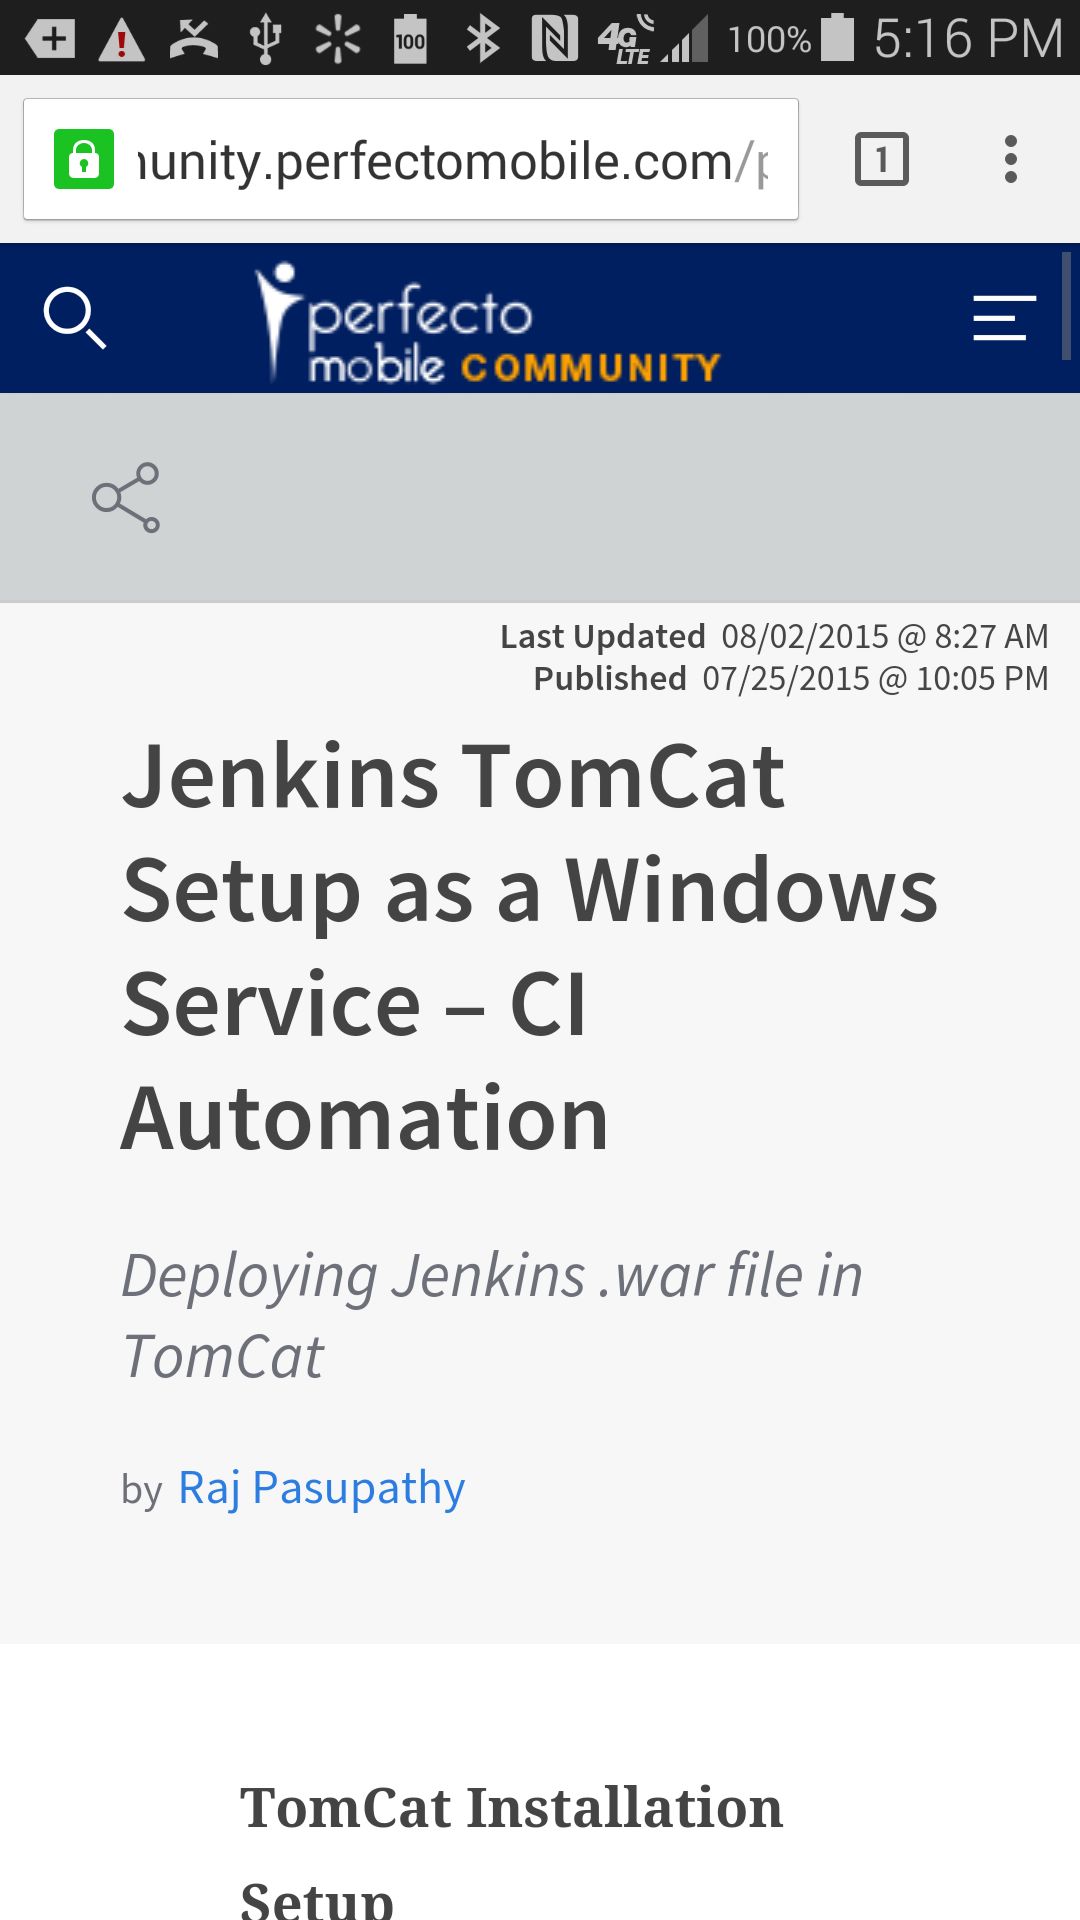 100 4G LTE 100% 5:16 PM
unity.perfectomobile.com/ 1
perfecto
mobile COMMUNITY
Last Updated 08/02/2015 @ 8:27 AM
Published 07/25/2015 @ 10:05 PM
Jenkins TomCat
Setup as a Windows
Service – CI
Automation
Deploying Jenkins .war file in
TomCat
by Raj Pasupathy
TomCat Installation
Setup